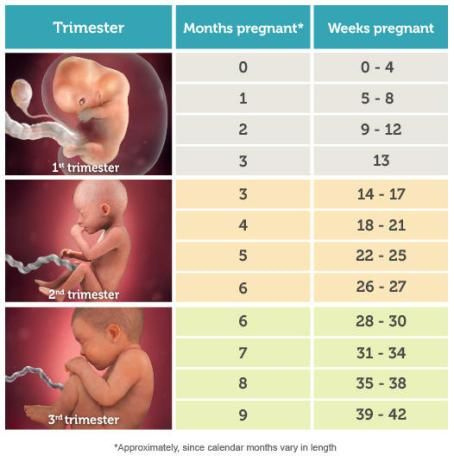 Trimester Months pregnant* Weeks pregnant
0 0 - 4
1 5 - 8
2 9 - 12
3 13
1st trimester
3 14 - 17
4 18 - 21
5 22 - 25
6 26 - 27
2nd trimester
6 28 - 30
7 31 - 34
8 35 - 38
9 39 - 42
3rd trimester
*Approximately, since calendar months vary in length